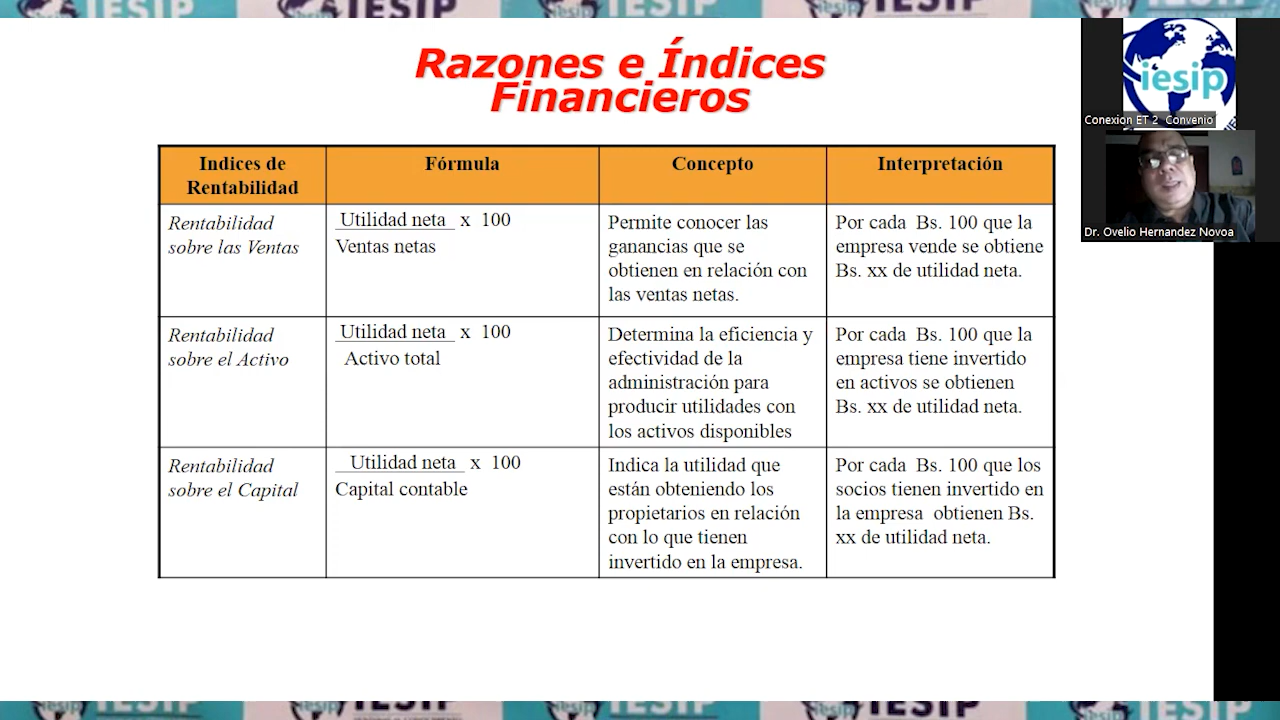 IESIP
iesip
Razones e Índices
Financieros
Indices de
Rentabilidad
Fórmula
Concepto
Interpretación
Rentabilidad
sobre las Ventas
Utilidad neta x 100
Ventas netas
Permite conocer las
ganancias que se
obtienen en relación con
las ventas netas.
Por cada Bs. 100 que la
empresa vende se obtiene
Bs. xx de utilidad neta.
Rentabilidad
sobre el Activo
Utilidad neta x 100
Activo total
Determina la eficiencia y
efectividad de la
administración para
producir utilidades con
los activos disponibles
Por cada Bs. 100 que la
empresa tiene invertido
en activos se obtienen
Bs. xx de utilidad neta.
Rentabilidad
sobre el Capital
Utilidad neta x 100
Capital contable
Indica la utilidad que
están obteniendo los
propietarios en relación
con lo que tienen
invertido en la empresa.
Por cada Bs. 100 que los
socios tienen invertido en
la empresa obtienen Bs.
xx de utilidad neta.
iesip
Conexion ET 2 Convenio
Dr. Ovelio Hernandez Novoa